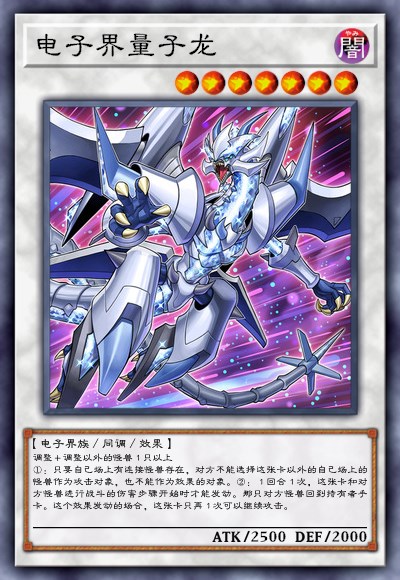 电子界量子龙
やみ
闇
【电子界族／同调／效果】
调整＋调整以外的怪兽1只以上
①：只要自己场上有连接怪兽存在，对方不能选择这张卡以外的自己场上的
怪兽作为攻击对象，也不能作为效果的对象。②：1回合1次，这张卡和对
方怪兽进行战斗的伤害步骤开始时才能发动。那只对方怪兽回到持有者手
卡。这个效果发动的场合，这张卡只再1次可以继续攻击。
ATK/2500 DEF/2000